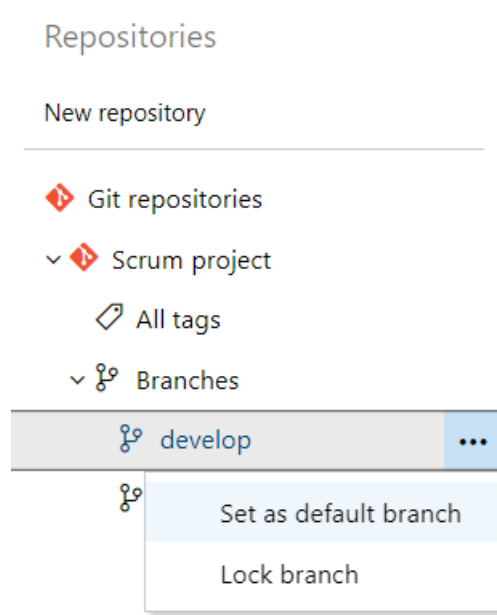 Repositories
New repository
Git repositories
Scrum project
All tags
Branches
develop
Set as default branch
Lock branch